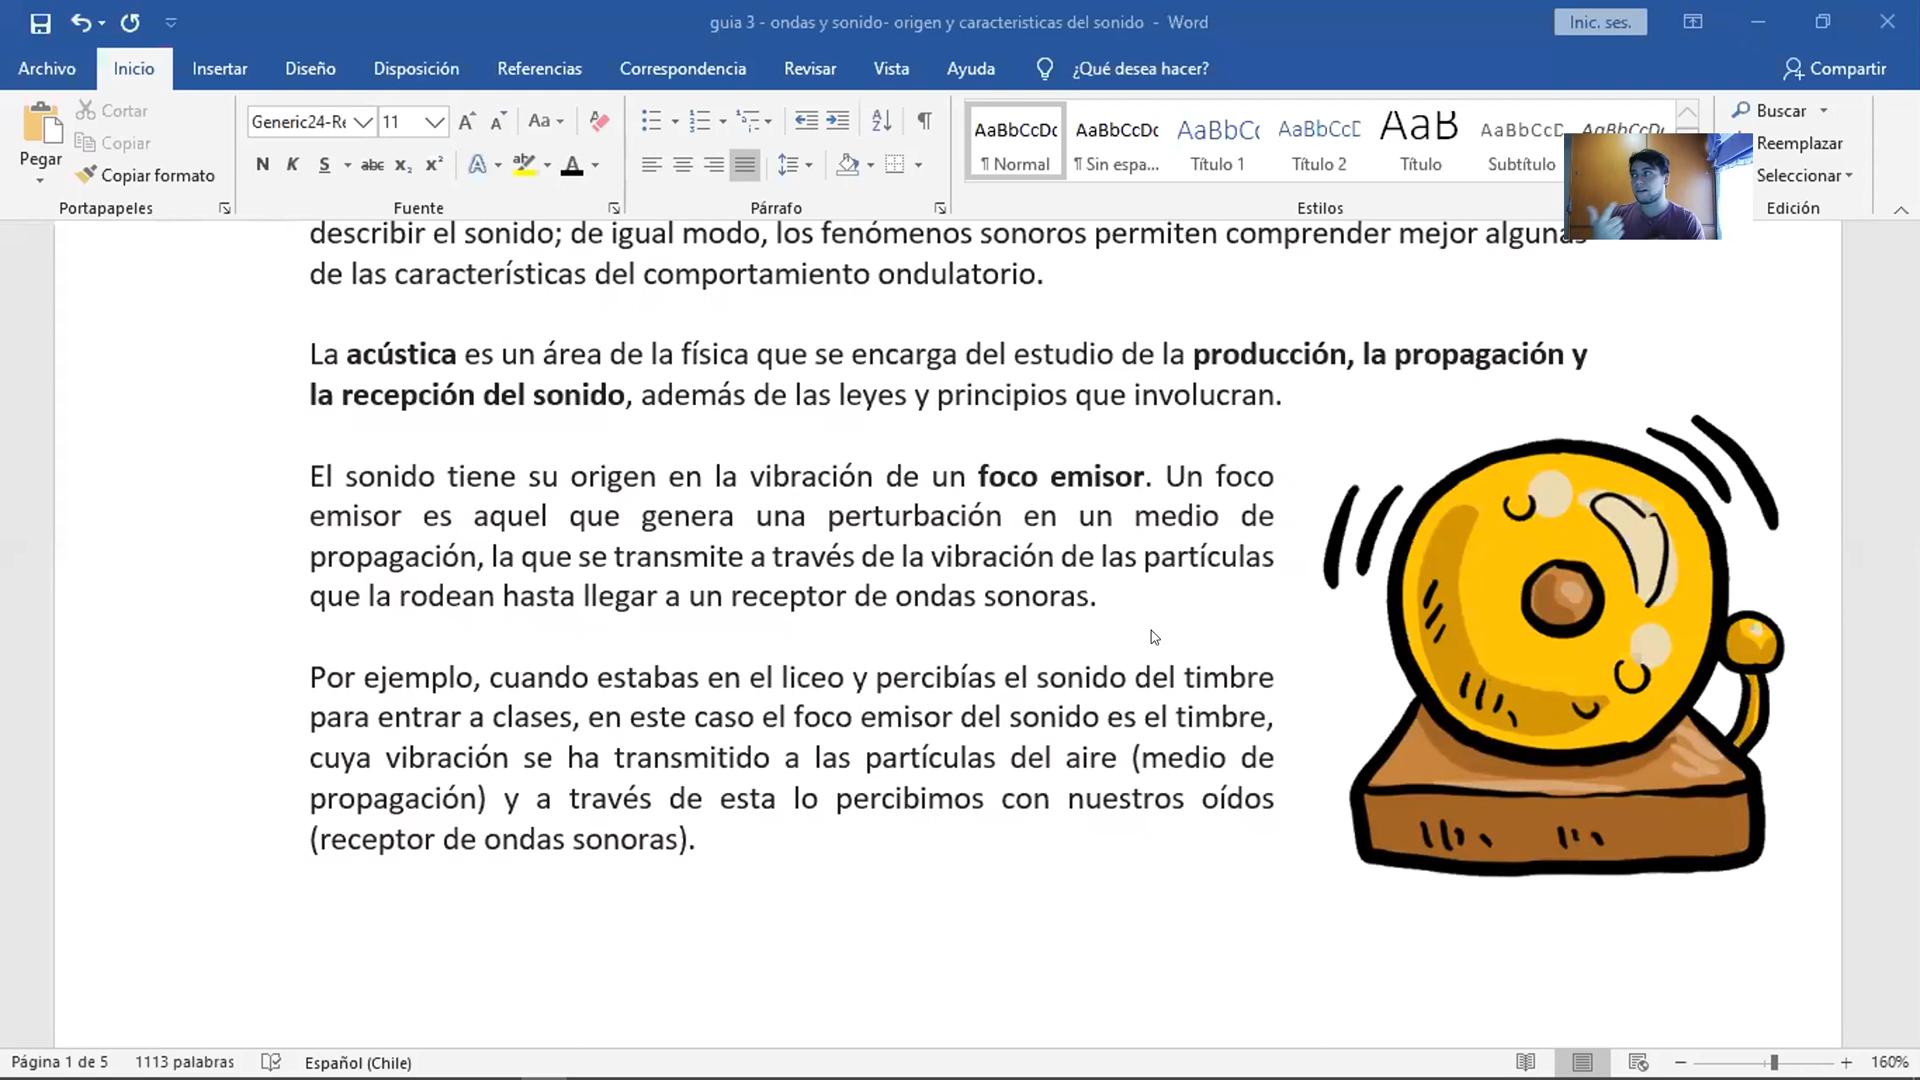 guia 3 - ondas y sonido- origen y caracteristicas del sonido - Word
Inic. ses.
Archivo
Inicio
Insertar
Diseño
Disposición
Referencias
Correspondencia
Revisar
Vista
Ayuda
¿Qué desea hacer?
Compartir
Pegar
Cortar
Copiar
Copiar formato
Portapapeles
Generic24-Re
11
Aa
N K S abc x₂ x²
Fuente
Párrafo
AaBbCcDc
AaBbCcDc
AaBbCc
AaBbCcD
AaB
AaBbCcD
AaBbCcDc
¶ Normal
¶ Sin espa...
Título 1
Título 2
Título
Subtítulo
Estilos
Buscar
Reemplazar
Seleccionar
Edición
describir el sonido; de igual modo, los fenómenos sonoros permiten comprender mejor algunas
de las características del comportamiento ondulatorio.
La acústica es un área de la física que se encarga del estudio de la producción, la propagación y
la recepción del sonido, además de las leyes y principios que involucran.
El sonido tiene su origen en la vibración de un foco emisor. Un foco
emisor es aquel que genera una perturbación en un medio de
propagación, la que se transmite a través de la vibración de las partículas
que la rodean hasta llegar a un receptor de ondas sonoras.
Por ejemplo, cuando estabas en el liceo y percibías el sonido del timbre
para entrar a clases, en este caso el foco emisor del sonido es el timbre,
cuya vibración se ha transmitido a las partículas del aire (medio de
propagación) y a través de esta lo percibimos con nuestros oídos
(receptor de ondas sonoras).
Página 1 de 5
1113 palabras
Español (Chile)
160%